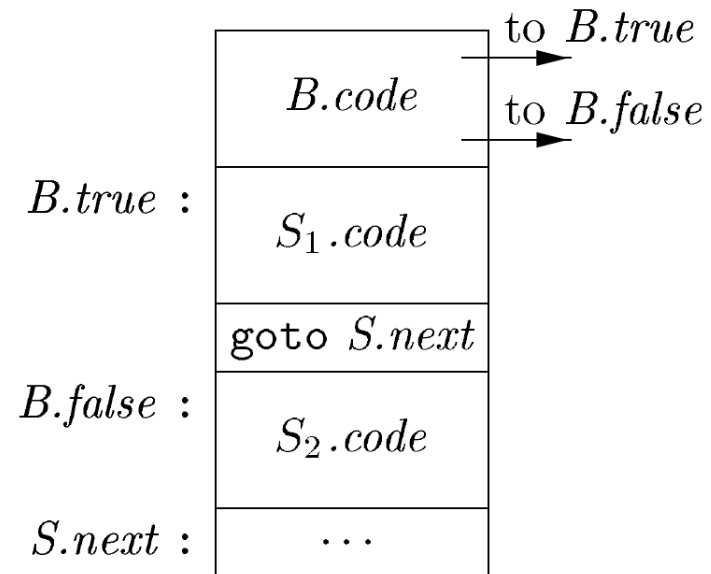 to B.true
B.code
to B.false
B.true :
S₁.code
goto S.next
B.false :
S₂.code
S.next : ...